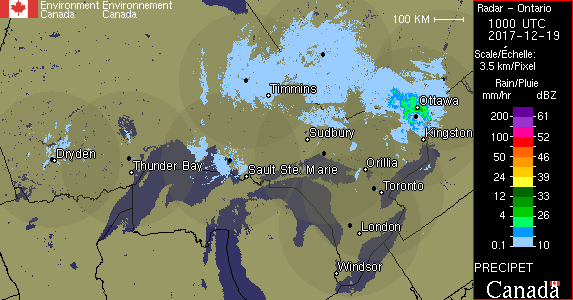 Environment Environnement
Canada Canada
100 KM
Timmins
Ottawa
Sudbury
Kingston
Dryden
Thunder Bay
Sault Ste. Marie
Orillia
Toronto
London
Windsor
Radar - Ontario
1000 UTC
2017-12-19
Scale/Échelle:
3.5 km/Pixel
Rain/Pluie
mm/hr dBZ
200 61
100 52
50 46
24 39
12 33
4 26
0.1 10
PRECIPET
Canada